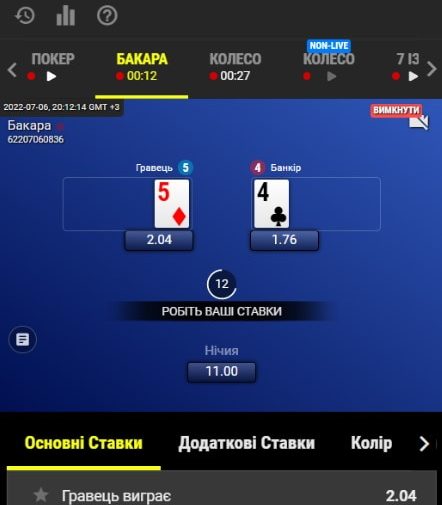 NON-LIVE
ПОКЕР БАКАРА КОЛЕСО КОЛЕСО 7 ІЗ
00:12 00:27
2022-07-06, 20:12:14 GMT +3 ВИМКНУТИ
Бакара
62207060836
Гравець 5 4 Банкір
5 4
2.04 1.76
12
РОБІТЬ ВАШІ СТАВКИ
Нічия
11.00
Основні Ставки Додаткові Ставки Колір
Гравець виграє 2.04